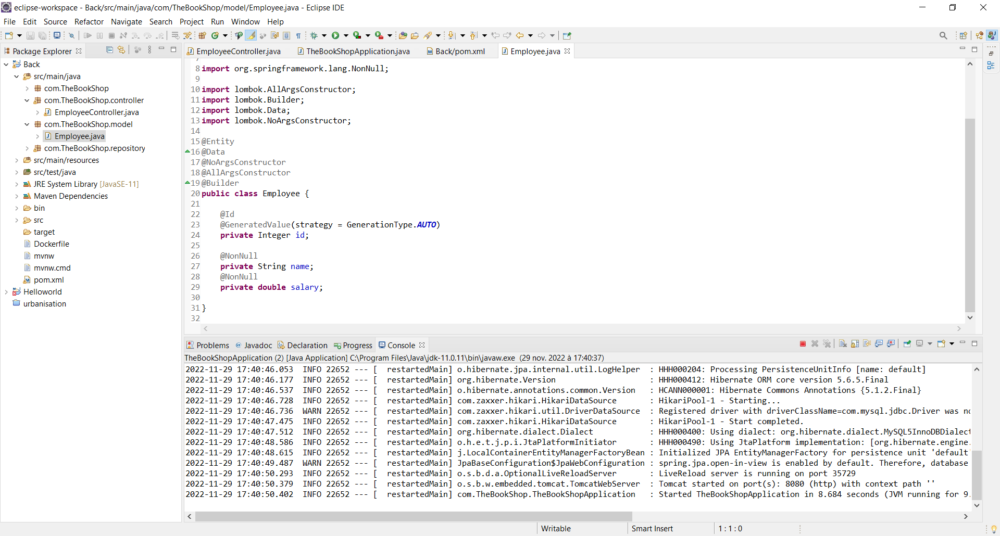 eclipse-workspace - Back/src/main/java/com/TheBookShop/model/Employee.java - Eclipse IDE
File Edit Source Refactor Navigate Search Project Run Window Help
Package Explorer
Back
src/main/java
com.TheBookShop
com.TheBookShop.controller
EmployeeController.java
com.TheBookShop.model
Employee.java
com.TheBookShop.repository
src/main/resources
src/test/java
JRE System Library [JavaSE-11]
Maven Dependencies
bin
src
target
Dockerfile
mvnw
mvnw.cmd
pom.xml
Helloworld
urbanisation
EmployeeController.java TheBookShopApplication.java Back/pom.xml Employee.java
8 import org.springframework.lang.NonNull;
9
10 import lombok.AllArgsConstructor;
11 import lombok.Builder;
12 import lombok.Data;
13 import lombok.NoArgsConstructor;
14
15 @Entity
16 @Data
17 @NoArgsConstructor
18 @AllArgsConstructor
19 @Builder
20 public class Employee {
21
22 @Id
23 @GeneratedValue(strategy = GenerationType.AUTO)
24 private Integer id;
25
26 @NonNull
27 private String name;
28 @NonNull
29 private double salary;
30
31 }
32
Problems @ Javadoc Declaration Progress Console
TheBookShopApplication (2) [Java Application] C:\Program Files\Java\jdk-11.0.11\bin\javaw.exe (29 nov. 2022 à 17:40:37)
2022-11-29 17:40:46.053 INFO 22652 --- [ restartedMain] o.hibernate.jpa.internal.util.LogHelper : HHH000204: Processing PersistenceUnitInfo [name: default]
2022-11-29 17:40:46.177 INFO 22652 --- [ restartedMain] org.hibernate.Version : HHH000412: Hibernate ORM core version 5.6.5.Final
2022-11-29 17:40:46.537 INFO 22652 --- [ restartedMain] o.hibernate.annotations.common.Version : HCANN000001: Hibernate Commons Annotations {5.1.2.Final}
2022-11-29 17:40:46.728 INFO 22652 --- [ restartedMain] com.zaxxer.hikari.HikariDataSource : HikariPool-1 - Starting...
2022-11-29 17:40:46.736 WARN 22652 --- [ restartedMain] com.zaxxer.hikari.util.DriverDataSource : Registered driver with driverClassName=com.mysql.jdbc.Driver was no
2022-11-29 17:40:47.475 INFO 22652 --- [ restartedMain] com.zaxxer.hikari.HikariDataSource : HikariPool-1 - Start completed.
2022-11-29 17:40:47.512 INFO 22652 --- [ restartedMain] org.hibernate.dialect.Dialect : HHH000400: Using dialect: org.hibernate.dialect.MySQL5InnoDBDialect
2022-11-29 17:40:48.586 INFO 22652 --- [ restartedMain] o.h.e.t.j.p.i.JtaPlatformInitiator : HHH000490: Using JtaPlatform implementation: [org.hibernate.engine.
2022-11-29 17:40:48.615 INFO 22652 --- [ restartedMain] j.LocalContainerEntityManagerFactoryBean : Initialized JPA EntityManagerFactory for persistence unit 'default'
2022-11-29 17:40:49.487 WARN 22652 --- [ restartedMain] JpaBaseConfiguration$JpaWebConfiguration : spring.jpa.open-in-view is enabled by default. Therefore, database
2022-11-29 17:40:50.293 INFO 22652 --- [ restartedMain] o.s.b.d.a.OptionalLiveReloadServer : LiveReload server is running on port 35729
2022-11-29 17:40:50.379 INFO 22652 --- [ restartedMain] o.s.b.w.embedded.tomcat.TomcatWebServer : Tomcat started on port(s): 8080 (http) with context path ''
2022-11-29 17:40:50.402 INFO 22652 --- [ restartedMain] com.TheBookShop.TheBookShopApplication : Started TheBookShopApplication in 8.684 seconds (JVM running for 9.
Writable Smart Insert 1 : 1 : 0